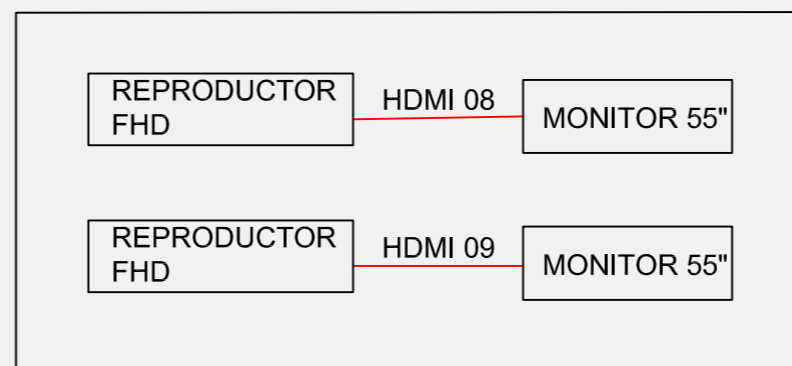 REPRODUCTOR
FHD
HDMI 08
MONITOR 55"
REPRODUCTOR
FHD
HDMI 09
MONITOR 55"